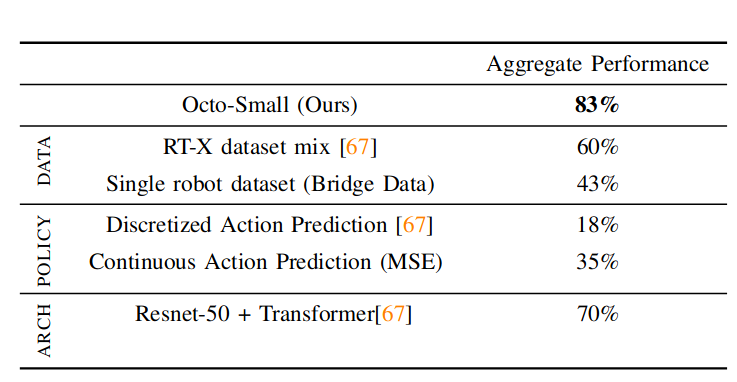 Aggregate Performance
Octo-Small (Ours) 83%
DATA
RT-X dataset mix [67] 60%
Single robot dataset (Bridge Data) 43%
POLICY
Discretized Action Prediction [67] 18%
Continuous Action Prediction (MSE) 35%
ARCH
Resnet-50 + Transformer[67] 70%